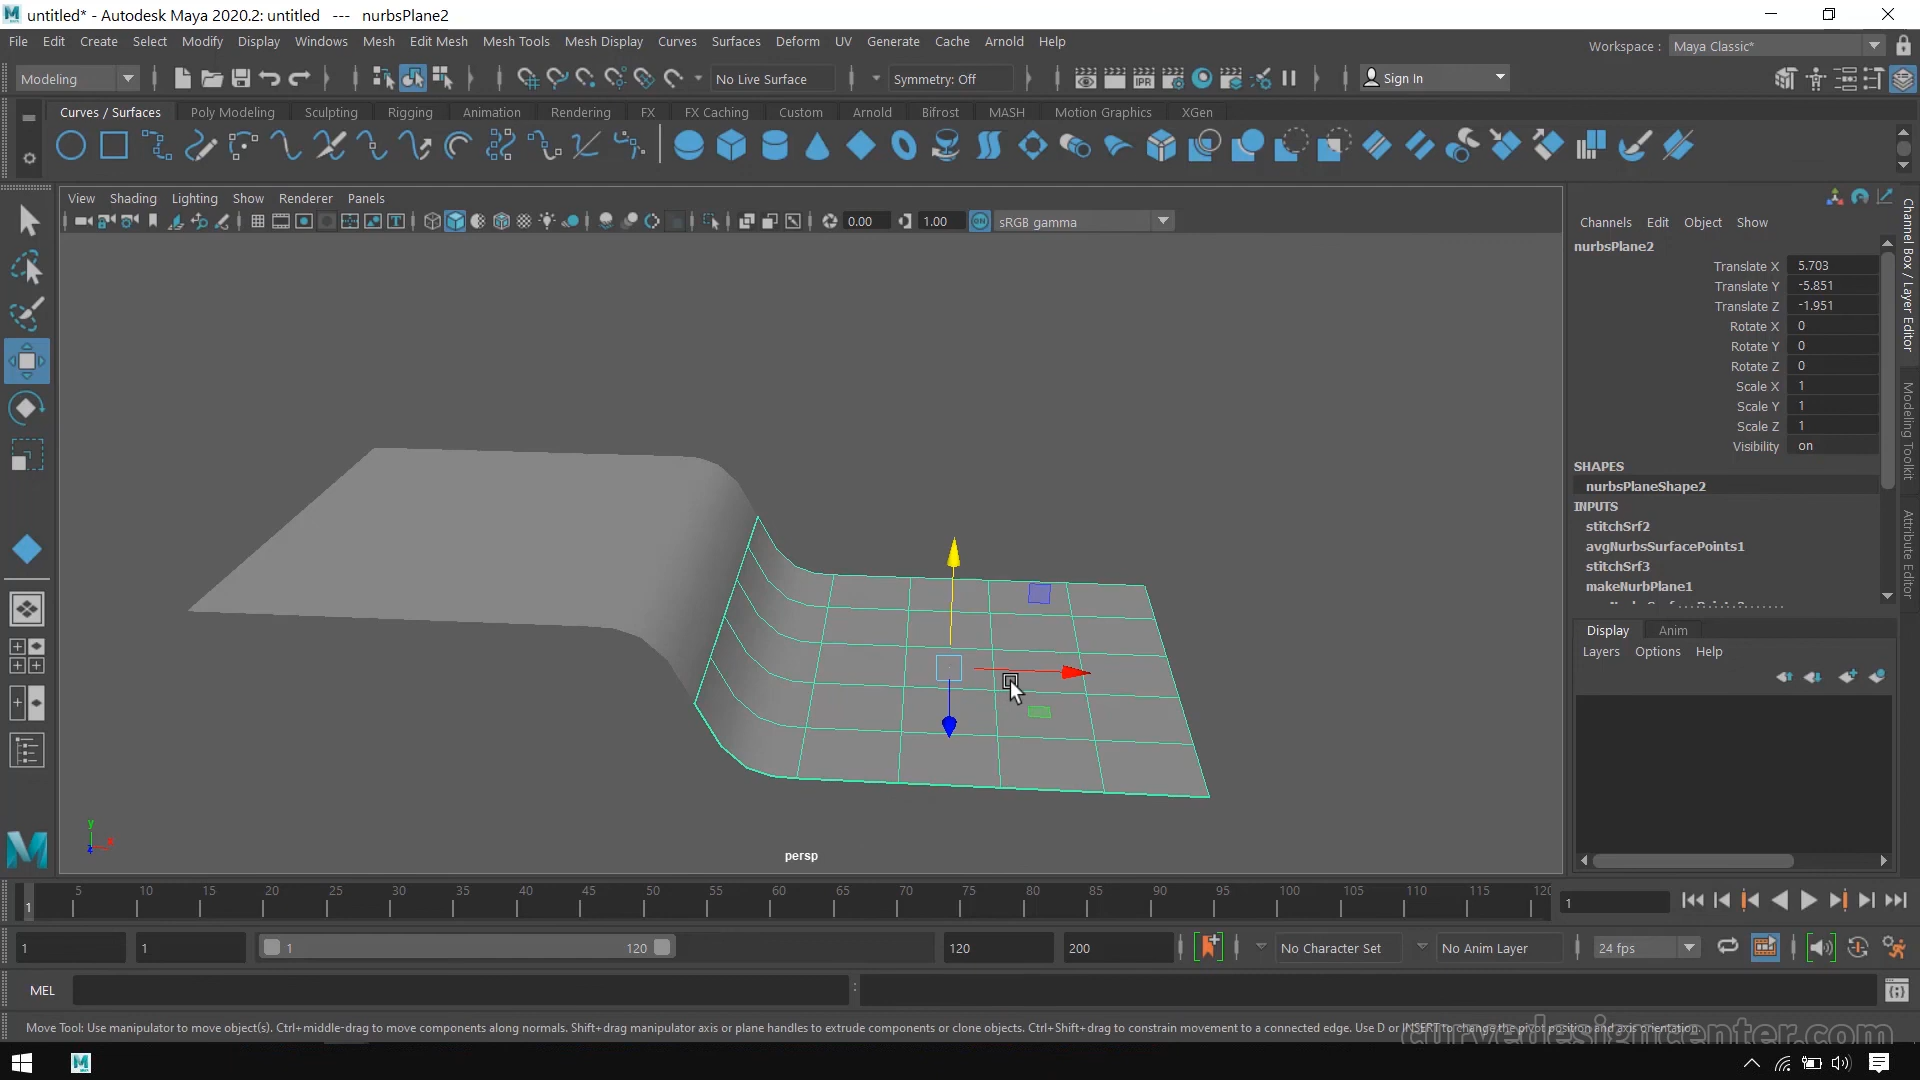 untitled* - Autodesk Maya 2020.2: untitled --- nurbsPlane2
File Edit Create Select Modify Display Windows Mesh Edit Mesh Mesh Tools Mesh Display Curves Surfaces Deform UV Generate Cache Arnold Help
Workspace : Maya Classic*
Modeling
No Live Surface
Symmetry: Off
IPR
Sign In
Curves / Surfaces Poly Modeling Sculpting Rigging Animation Rendering FX FX Caching Custom Arnold Bifrost MASH Motion Graphics XGen
View Shading Lighting Show Renderer Panels
0.00
1.00
ON
sRGB gamma
Channels Edit Object Show
nurbsPlane2
Translate X 5.703
Translate Y -5.851
Translate Z -1.951
Rotate X 0
Rotate Y 0
Rotate Z 0
Scale X 1
Scale Y 1
Scale Z 1
Visibility on
SHAPES
nurbsPlaneShape2
INPUTS
stitchSrf2
avgNurbsSurfacePoints1
stitchSrf3
makeNurbPlane1
Channel Box / Layer Editor
Modeling Toolkit
Attribute Editor
Display Anim
Layers Options Help
y
persp
5 10 15 20 25 30 35 40 45 50 55 60 65 70 75 80 85 90 95 100 105 110 115 120
1
1
1
1
1 120
120
200
No Character Set
No Anim Layer
24 fps
MEL
Move Tool: Use manipulator to move object(s). Ctrl+middle-drag to move components along normals. Shift+drag manipulator axis or plane handles to extrude components or clone objects. Ctrl+Shift+drag to constrain movement to a connected edge. Use D or INSERT to change the pivot position and axis orientation.
curvedesigncenter.com